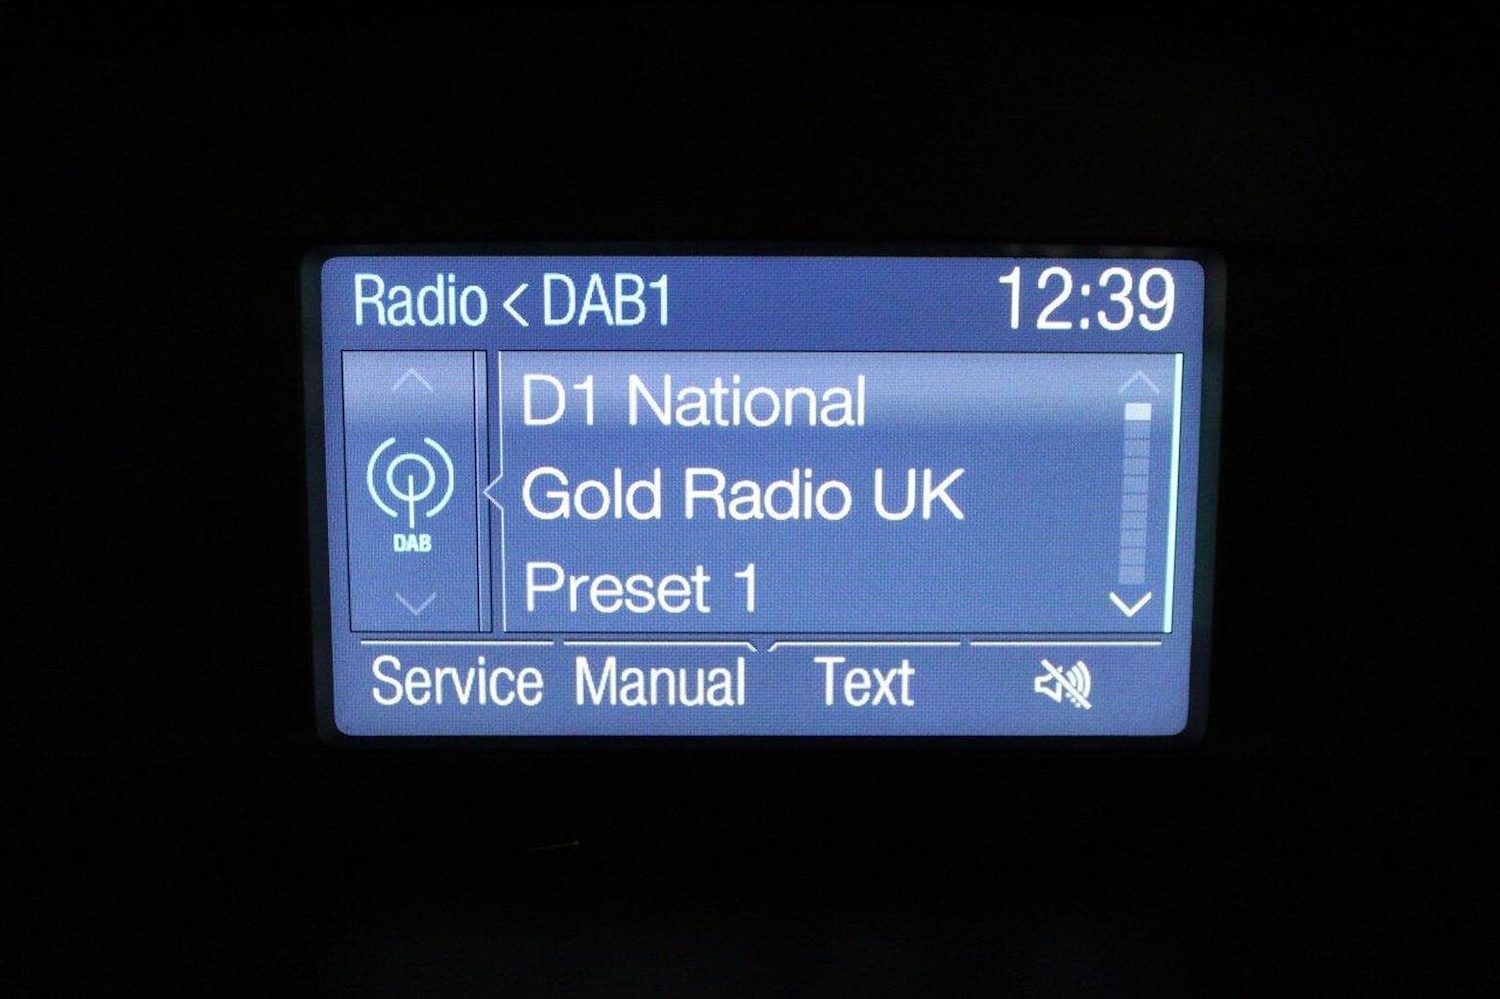 Radio < DAB1 12:39
D1 National
Gold Radio UK
DAB
Preset 1
Service Manual Text